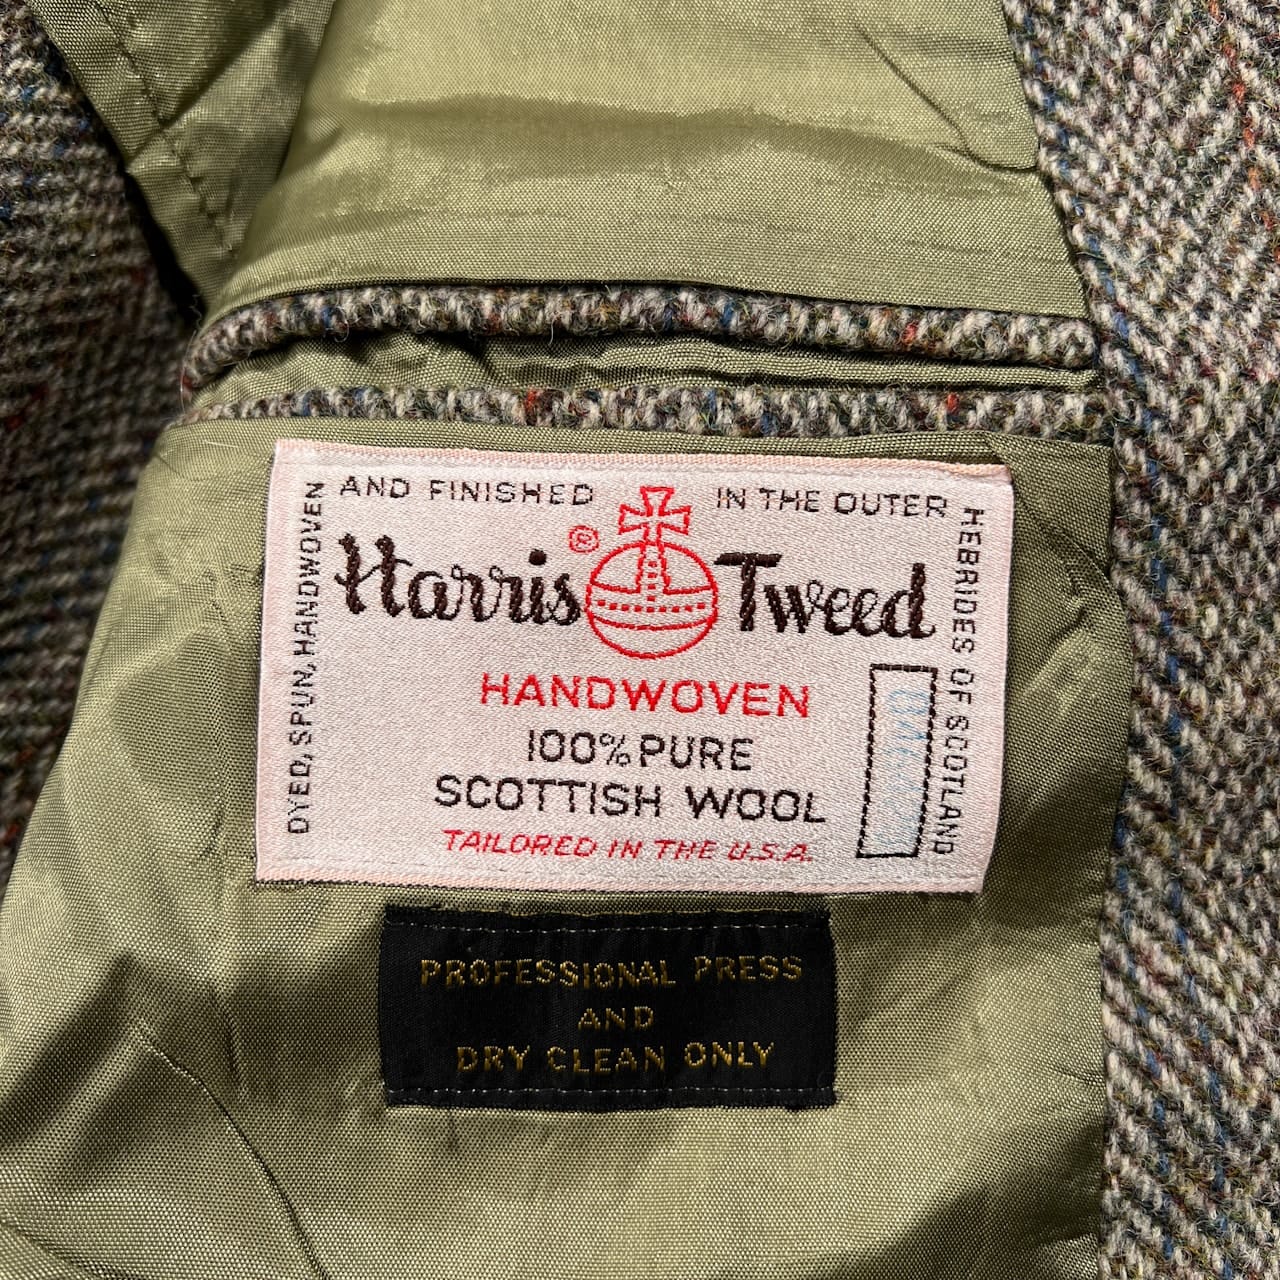 DYED, SPUN, HANDWOVEN
AND FINISHED
IN THE OUTER
HEBRIDES OF SCOTLAND
Harris Tweed
®
HANDWOVEN
100% PURE
SCOTTISH WOOL
TAILORED IN THE U.S.A.
PROFESSIONAL PRESS
AND
DRY CLEAN ONLY